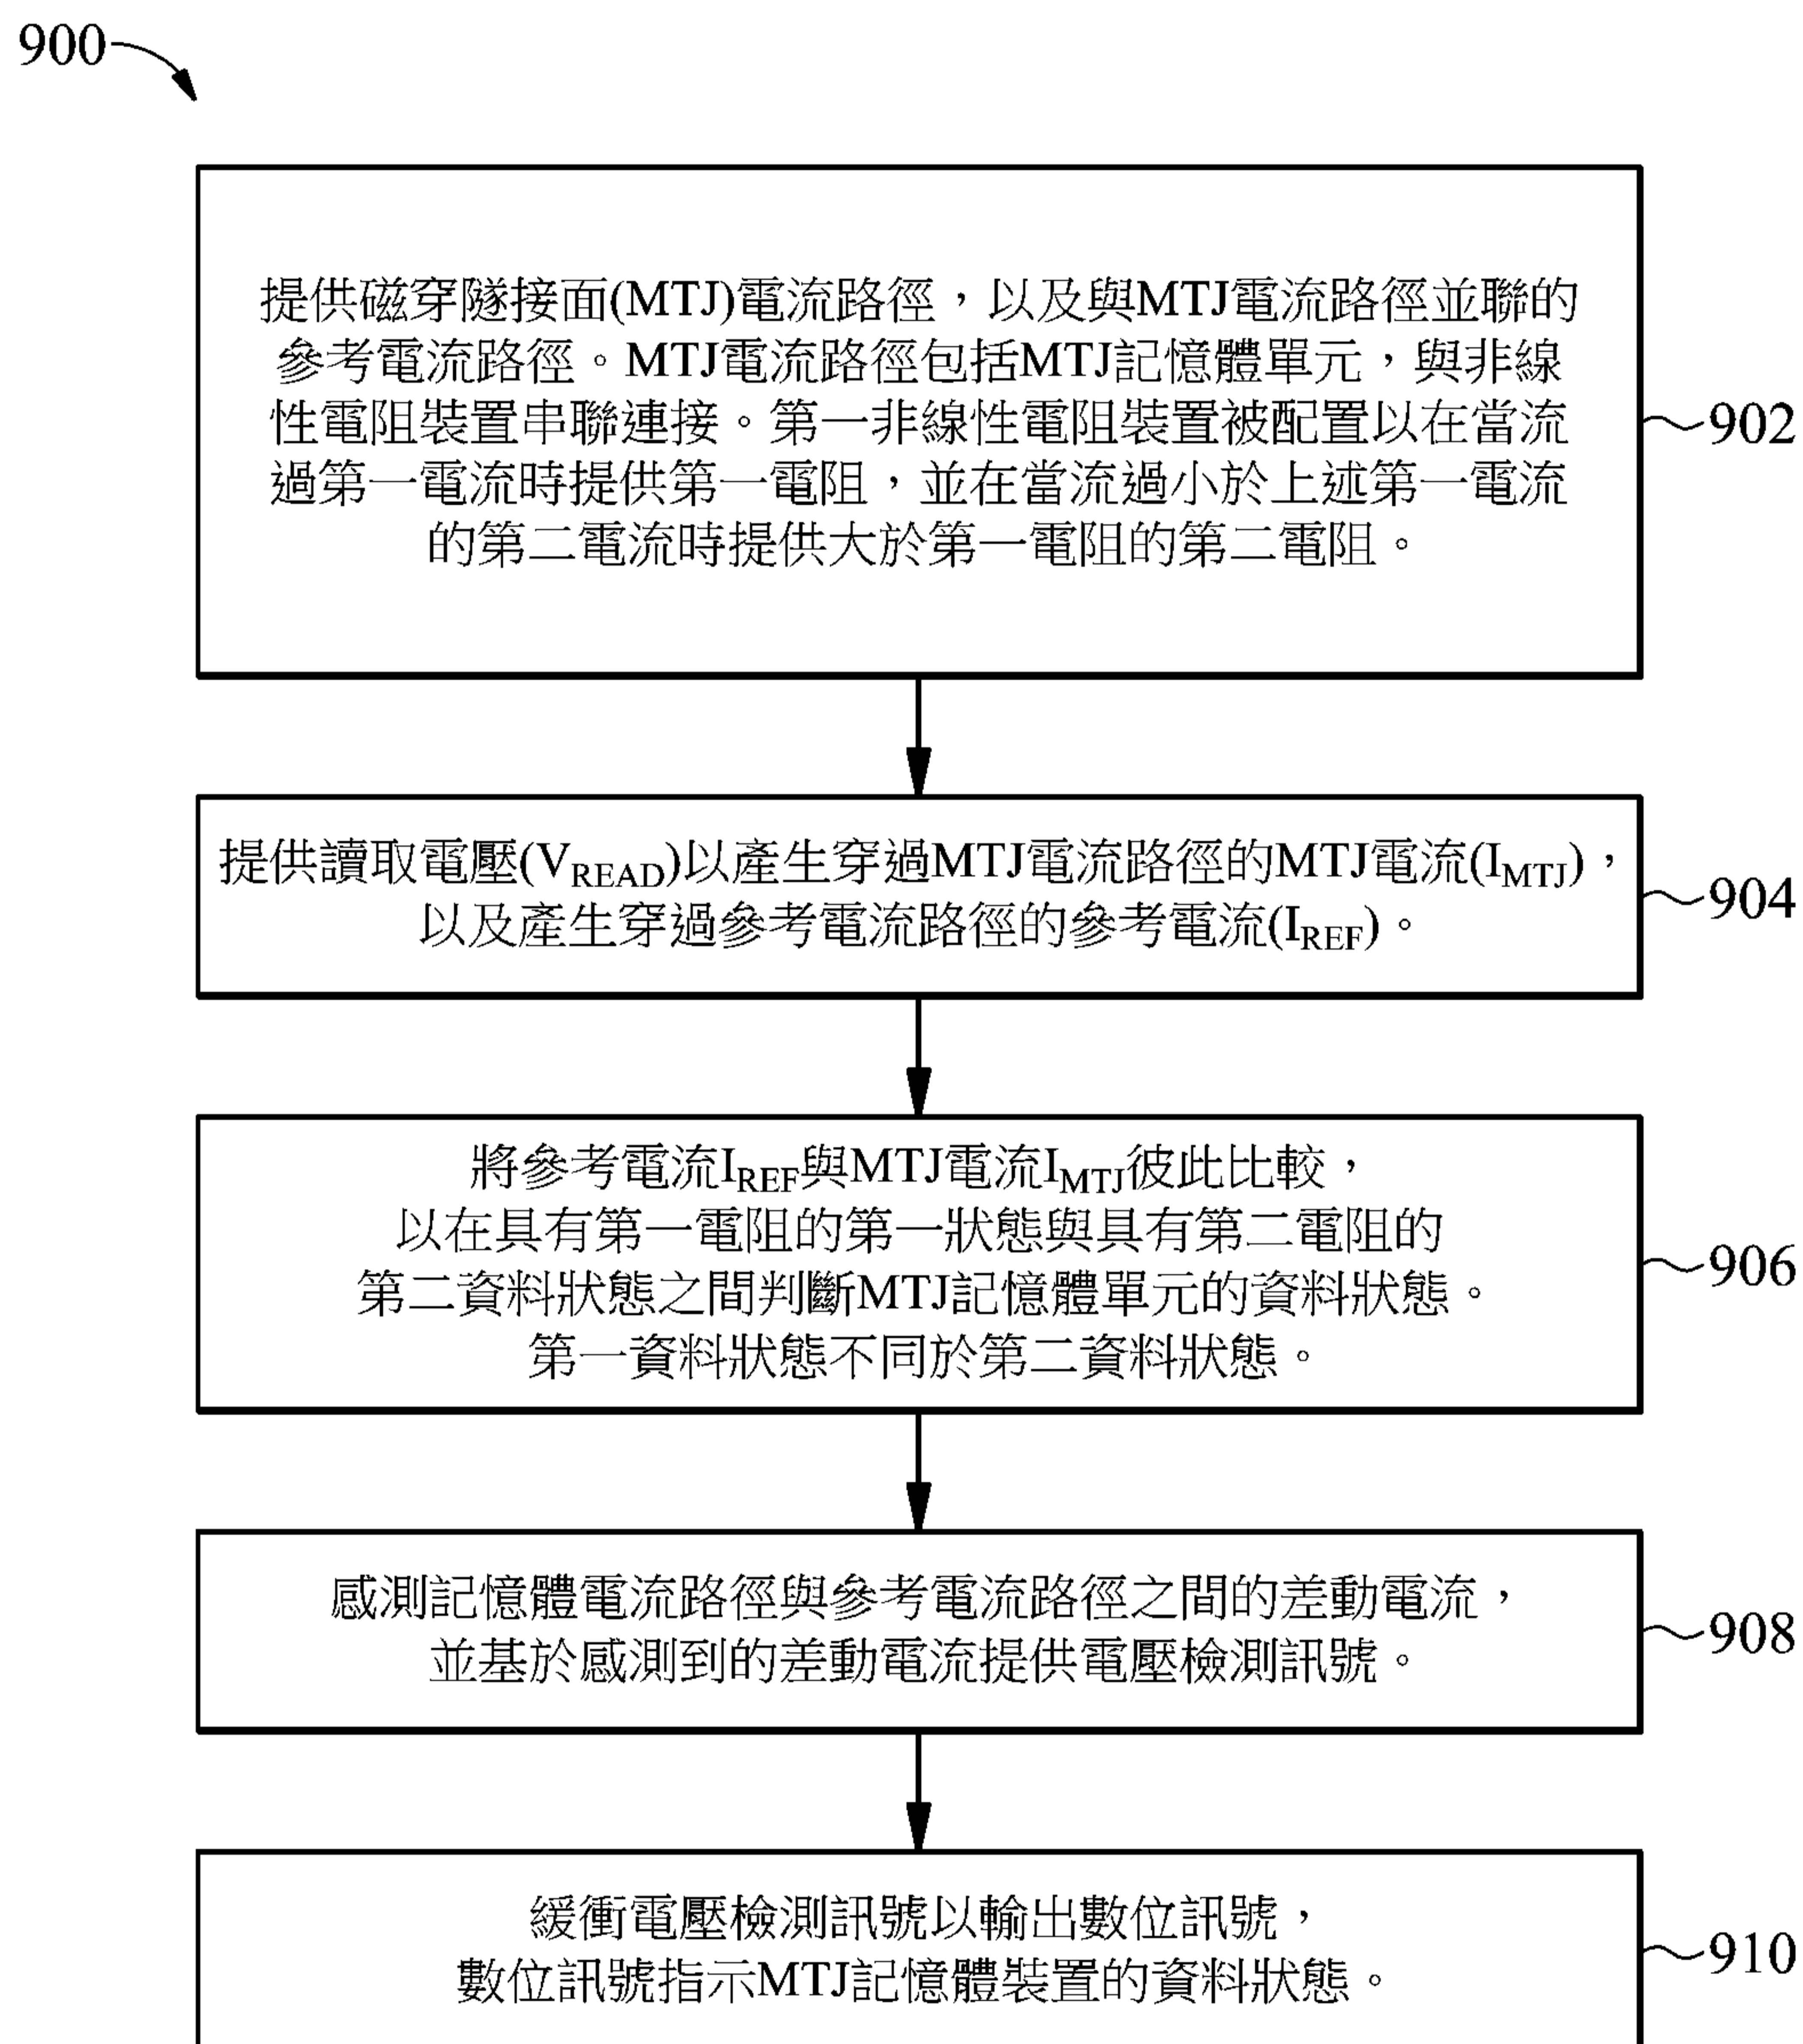 900
提供磁穿隧接面(MTJ)電流路徑，以及與MTJ電流路徑並聯的
參考電流路徑。MTJ電流路徑包括MTJ記憶體單元，與非線
性電阻裝置串聯連接。第一非線性電阻裝置被配置以在當流
過第一電流時提供第一電阻，並在當流過小於上述第一電流
的第二電流時提供大於第一電阻的第二電阻。
902
提供讀取電壓(VREAD)以產生穿過MTJ電流路徑的MTJ電流(IMTJ)，
以及產生穿過參考電流路徑的參考電流(IREF)。
904
將參考電流IREF與MTJ電流IMTJ彼此比較，
以在具有第一電阻的第一狀態與具有第二電阻的
第二資料狀態之間判斷MTJ記憶體單元的資料狀態。
第一資料狀態不同於第二資料狀態。
906
感測記憶體電流路徑與參考電流路徑之間的差動電流，
並基於感測到的差動電流提供電壓檢測訊號。
908
緩衝電壓檢測訊號以輸出數位訊號，
數位訊號指示MTJ記憶體裝置的資料狀態。
910